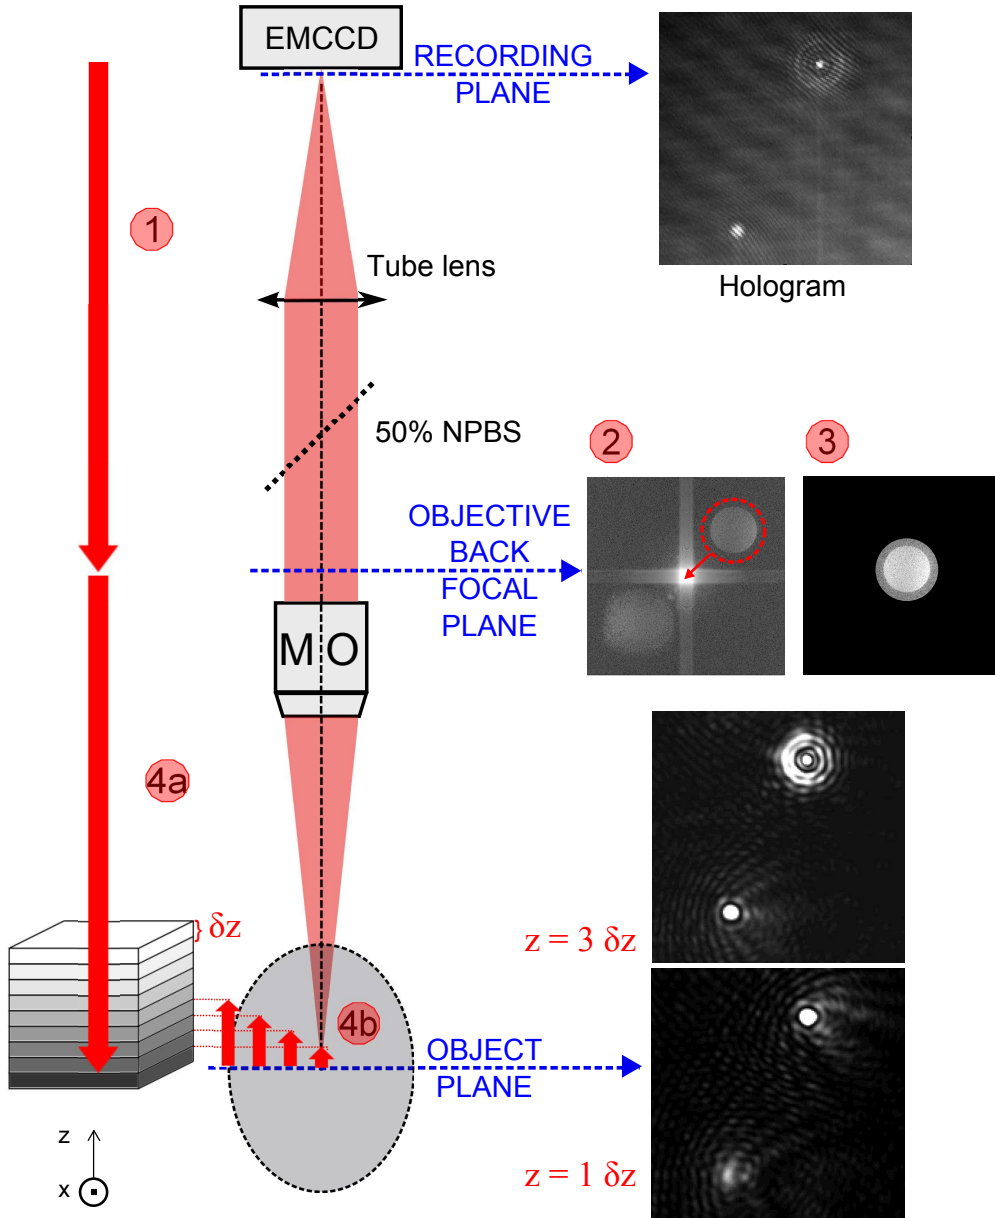 EMCCD
RECORDING
PLANE
1
Tube lens
Hologram
50% NPBS
2
3
OBJECTIVE
BACK
FOCAL
PLANE
MO
4a
} δz
z = 3 δz
4b
OBJECT
PLANE
z
x
z = 1 δz